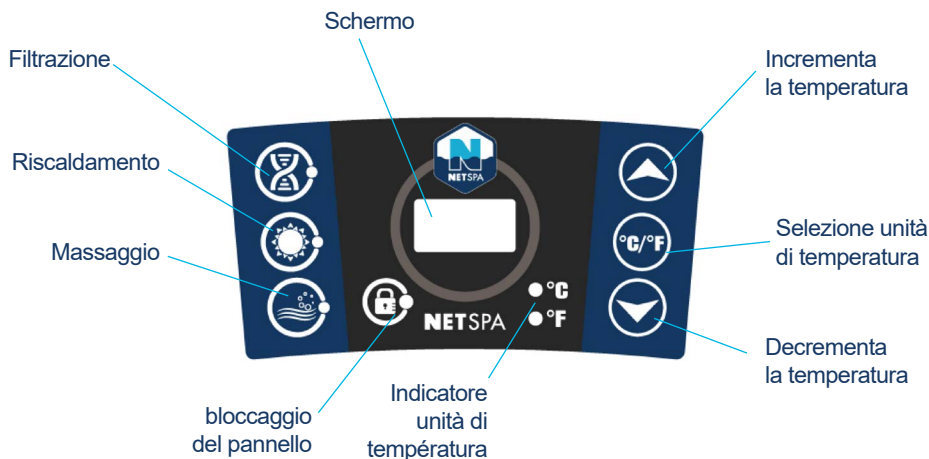 Schermo
Filtrazione
Incrementa
la temperatura
Riscaldamento
N
NETSPA
Massaggio
°C/°F
Selezione unità
di temperatura
°C
NETSPA
°F
Decrementa
la temperatura
bloccaggio
del pannello
Indicatore
unità di
température